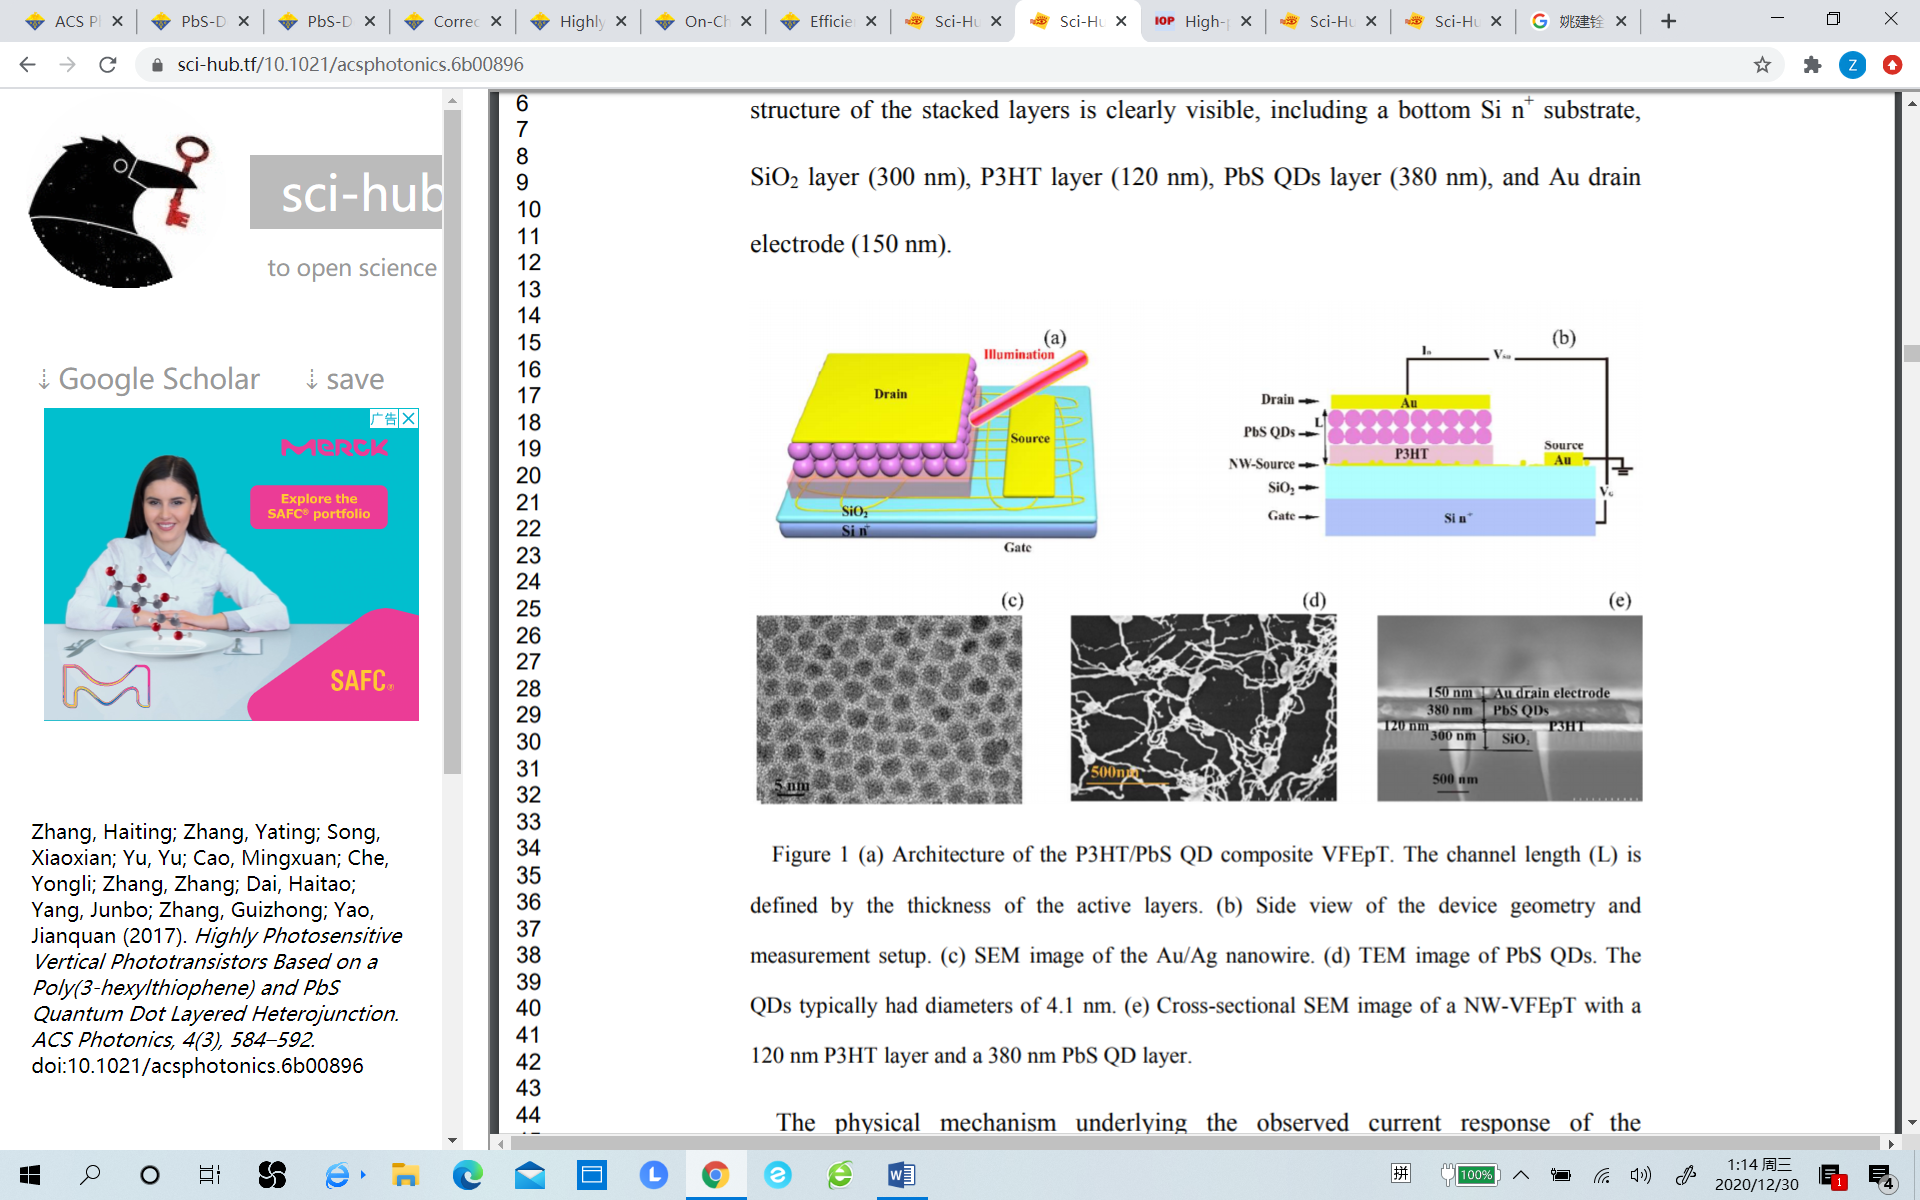 ACS P
PbS-D
PbS-D
Correc
Highly
On-Ch
Efficie
Sci-Hu
Sci-Hu
IOP High-
Sci-Hu
Sci-Hu
姚建铨
sci-hub.tf/10.1021/acsphotonics.6b00896
Z
sci-hub
to open science
⇣ Google Scholar
⇣ save
广告
MERCK
Explore the
SAFC® portfolio
SAFC®
Zhang, Haiting; Zhang, Yating; Song,
Xiaoxian; Yu, Yu; Cao, Mingxuan; Che,
Yongli; Zhang, Zhang; Dai, Haitao;
Yang, Junbo; Zhang, Guizhong; Yao,
Jianquan (2017). Highly Photosensitive
Vertical Phototransistors Based on a
Poly(3-hexylthiophene) and PbS
Quantum Dot Layered Heterojunction.
ACS Photonics, 4(3), 584–592.
doi:10.1021/acsphotonics.6b00896
6
7
8
9
10
11
12
13
14
15
16
17
18
19
20
21
22
23
24
25
26
27
28
29
30
31
32
33
34
35
36
37
38
39
40
41
42
43
44
structure of the stacked layers is clearly visible, including a bottom Si n⁺ substrate,
SiO₂ layer (300 nm), P3HT layer (120 nm), PbS QDs layer (380 nm), and Au drain
electrode (150 nm).
(a)
Illumination
Drain
Source
SiO₂
Si n⁺
Gate
(b)
Drain
Au
L
PbS QDs
P3HT
Source
Au
NW-Source
SiO₂
Gate
Si n⁺
(c)
5 nm
(d)
500nm
(e)
150 nm Au drain electrode
380 nm PbS QDs
120 nm P3HT
300 nm SiO₂
500 nm
Figure 1 (a) Architecture of the P3HT/PbS QD composite VFEpT. The channel length (L) is
defined by the thickness of the active layers. (b) Side view of the device geometry and
measurement setup. (c) SEM image of the Au/Ag nanowire. (d) TEM image of PbS QDs. The
QDs typically had diameters of 4.1 nm. (e) Cross-sectional SEM image of a NW-VFEpT with a
120 nm P3HT layer and a 380 nm PbS QD layer.
The physical mechanism underlying the observed current response of the
拼
100%
1:14 周三
2020/12/30
1
4